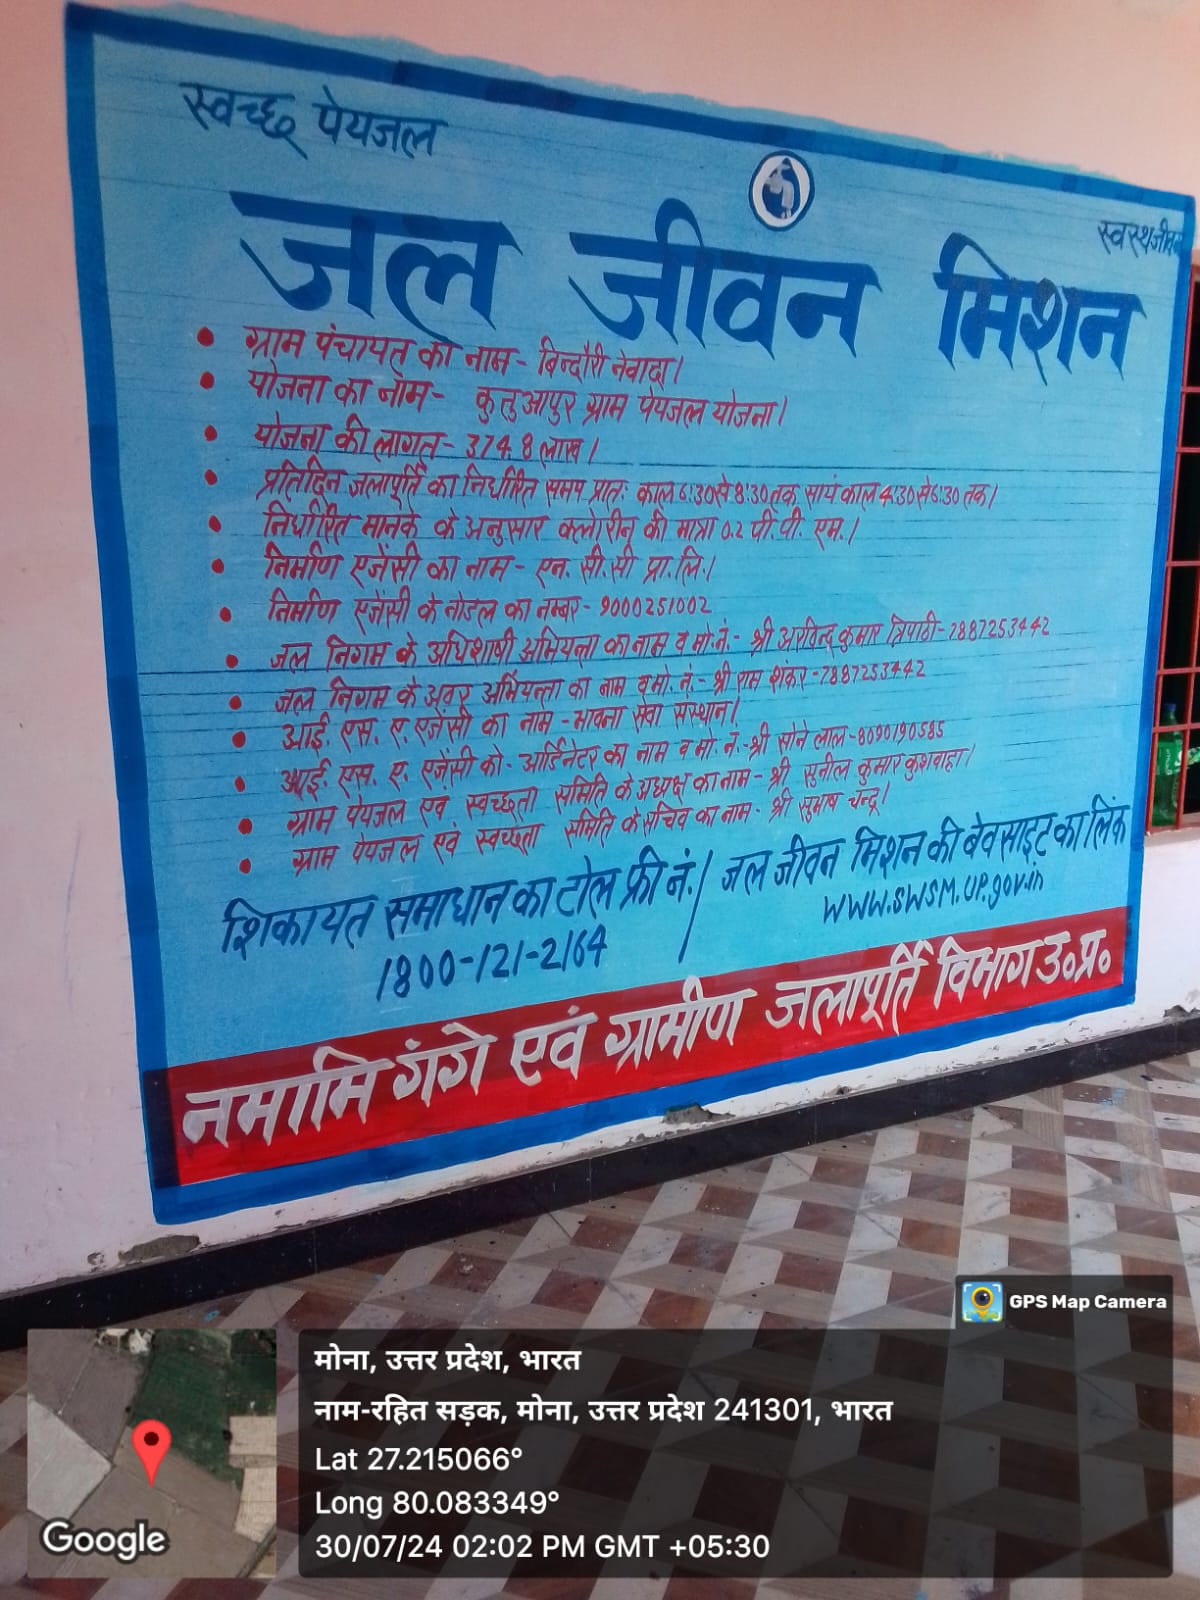 स्वच्छ पेयजल
स्वस्थ जीवन
जल जीवन मिशन
• ग्राम पंचायत का नाम - बिन्दौरी नेवादा।
• योजना का नाम - कुतुआपुर ग्राम पेयजल योजना।
• योजना की लागत - 374.8 लाख।
• प्रतिदिन जलापूर्ति का निर्धारित समय प्रातः काल 6:30 से 8:30 तक सायं काल 4:30 से 6:30 तक।
• निर्धारित मानक के अनुसार क्लोरीन की मात्रा 0.2 पी.पी. एम.।
• निर्माण एजेंसी का नाम - एन. सी.सी प्रा.लि.।
• निर्माण एजेंसी के नोडल का नम्बर - 9000251002
• जल निगम के अधिशाषी अभियन्ता का नाम व मो.नं. - श्री अरविन्द कुमार त्रिपाठी - 7887253442
• जल निगम के अवर अभियन्ता का नाम व मो. नं. - श्री राम शंकर - 7887253442
• आई. एस. ए. एजेंसी का नाम - भावना सेवा संस्थान।
• आई. एस. ए. एजेंसी को-आर्डिनेटर का नाम व मो. नं. - श्री सोने लाल - 8090190585
• ग्राम पेयजल एवं स्वच्छता समिति के अध्यक्ष का नाम - श्री सुनील कुमार कुशवाहा।
• ग्राम पेयजल एवं स्वच्छता समिति के सचिव का नाम - श्री सुभाष चन्द्र।
शिकायत समाधान का टोल फ्री नं. / जल जीवन मिशन की बेवसाइट का लिंक
1800-121-2164
www.swsm.up.gov.in
नमामि गंगे एवं ग्रामीण जलापूर्ति विभाग उ०प्र०
GPS Map Camera
मोना, उत्तर प्रदेश, भारत
नाम-रहित सड़क, मोना, उत्तर प्रदेश 241301, भारत
Lat 27.215066°
Long 80.083349°
30/07/24 02:02 PM GMT +05:30
Google